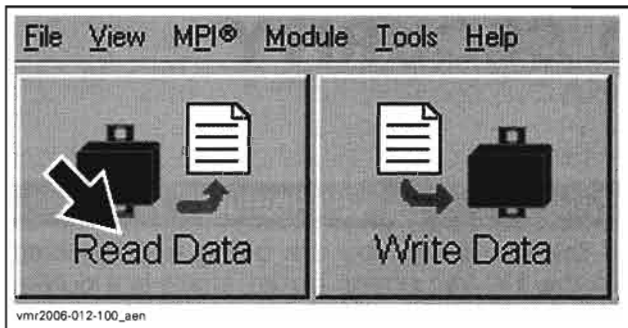 File View MPI® Module Tools Help
Read Data Write Data
vmr2006-012-100_aen